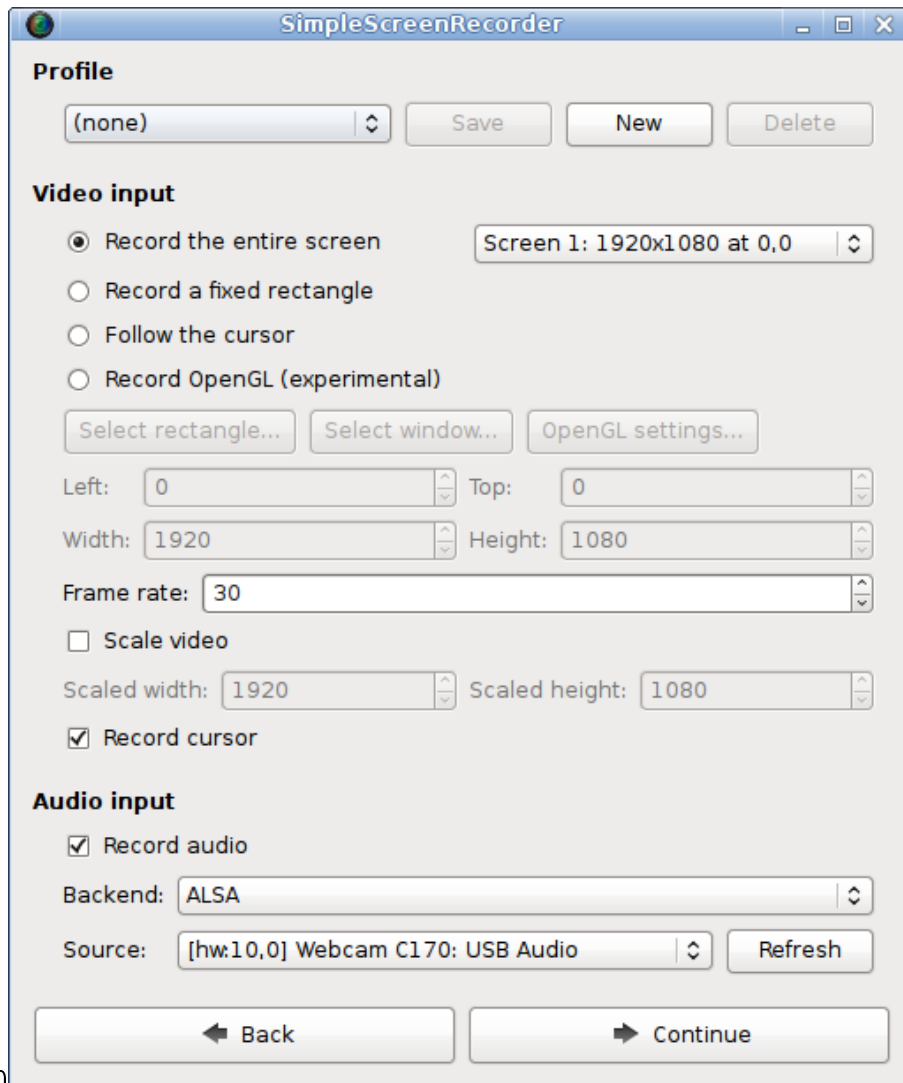 SimpleScreenRecorder
Profile
(none) Save New Delete
Video input
Record the entire screen Screen 1: 1920x1080 at 0,0
Record a fixed rectangle
Follow the cursor
Record OpenGL (experimental)
Select rectangle... Select window... OpenGL settings...
Left: 0 Top: 0
Width: 1920 Height: 1080
Frame rate: 30
Scale video
Scaled width: 1920 Scaled height: 1080
Record cursor
Audio input
Record audio
Backend: ALSA
Source: [hw:10,0] Webcam C170: USB Audio Refresh
Back Continue